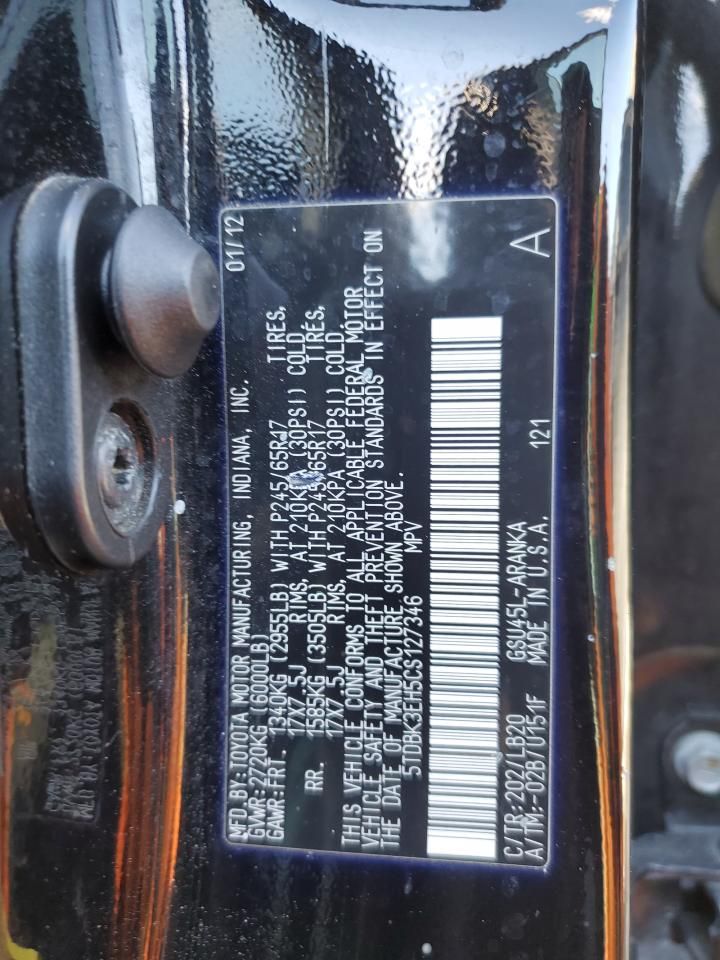 MFD.BY:TOYOTA MOTOR MANUFACTURING, INDIANA, INC. 01/12
GVWR:2720KG (6000LB)
GAWR:FRT. 1340KG (2955LB) WITH P245/65R17 TIRES,
17X7.5J RIMS, AT 210KPA (30PSI) COLD
RR. 1585KG (3505LB) WITH P245/65R17 TIRES,
17X7.5J RIMS, AT 210KPA (30PSI) COLD,
THIS VEHICLE CONFORMS TO ALL APPLICABLE FEDERAL MOTOR
VEHICLE SAFETY AND THEFT PREVENTION STANDARDS IN EFFECT ON
THE DATE OF MANUFACTURE SHOWN ABOVE.
5TDBK3EH5CS127346 MPV
C/TR:202/LB20 GSU45L-ARANKA 121
A/TM:-02B/U151F MADE IN U.S.A. A